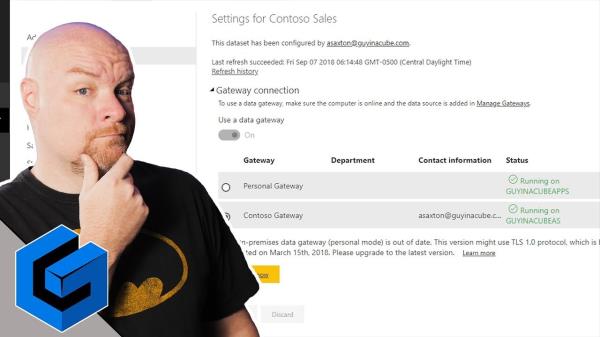 Settings for Contoso Sales
This dataset has been configured by asaxton@guyinacube.com.
Last refresh succeeded: Fri Sep 07 2018 06:14:48 GMT-0500 (Central Daylight Time)
Refresh history
Gateway connection
To use a data gateway, make sure the computer is online and the data source is added in Manage Gateways.
Use a data gateway
On
Gateway Department Contact information Status
Personal Gateway Running on
GUYINACUBEAPPS
Contoso Gateway asaxton@guyinacube.c... Running on
GUYINACUBEAS
n-premises data gateway (personal mode) is out of date. This version might use TLS 1.0 protocol, which is b
ted on March 15th, 2018. Please upgrade to the latest version. Learn more
Discard